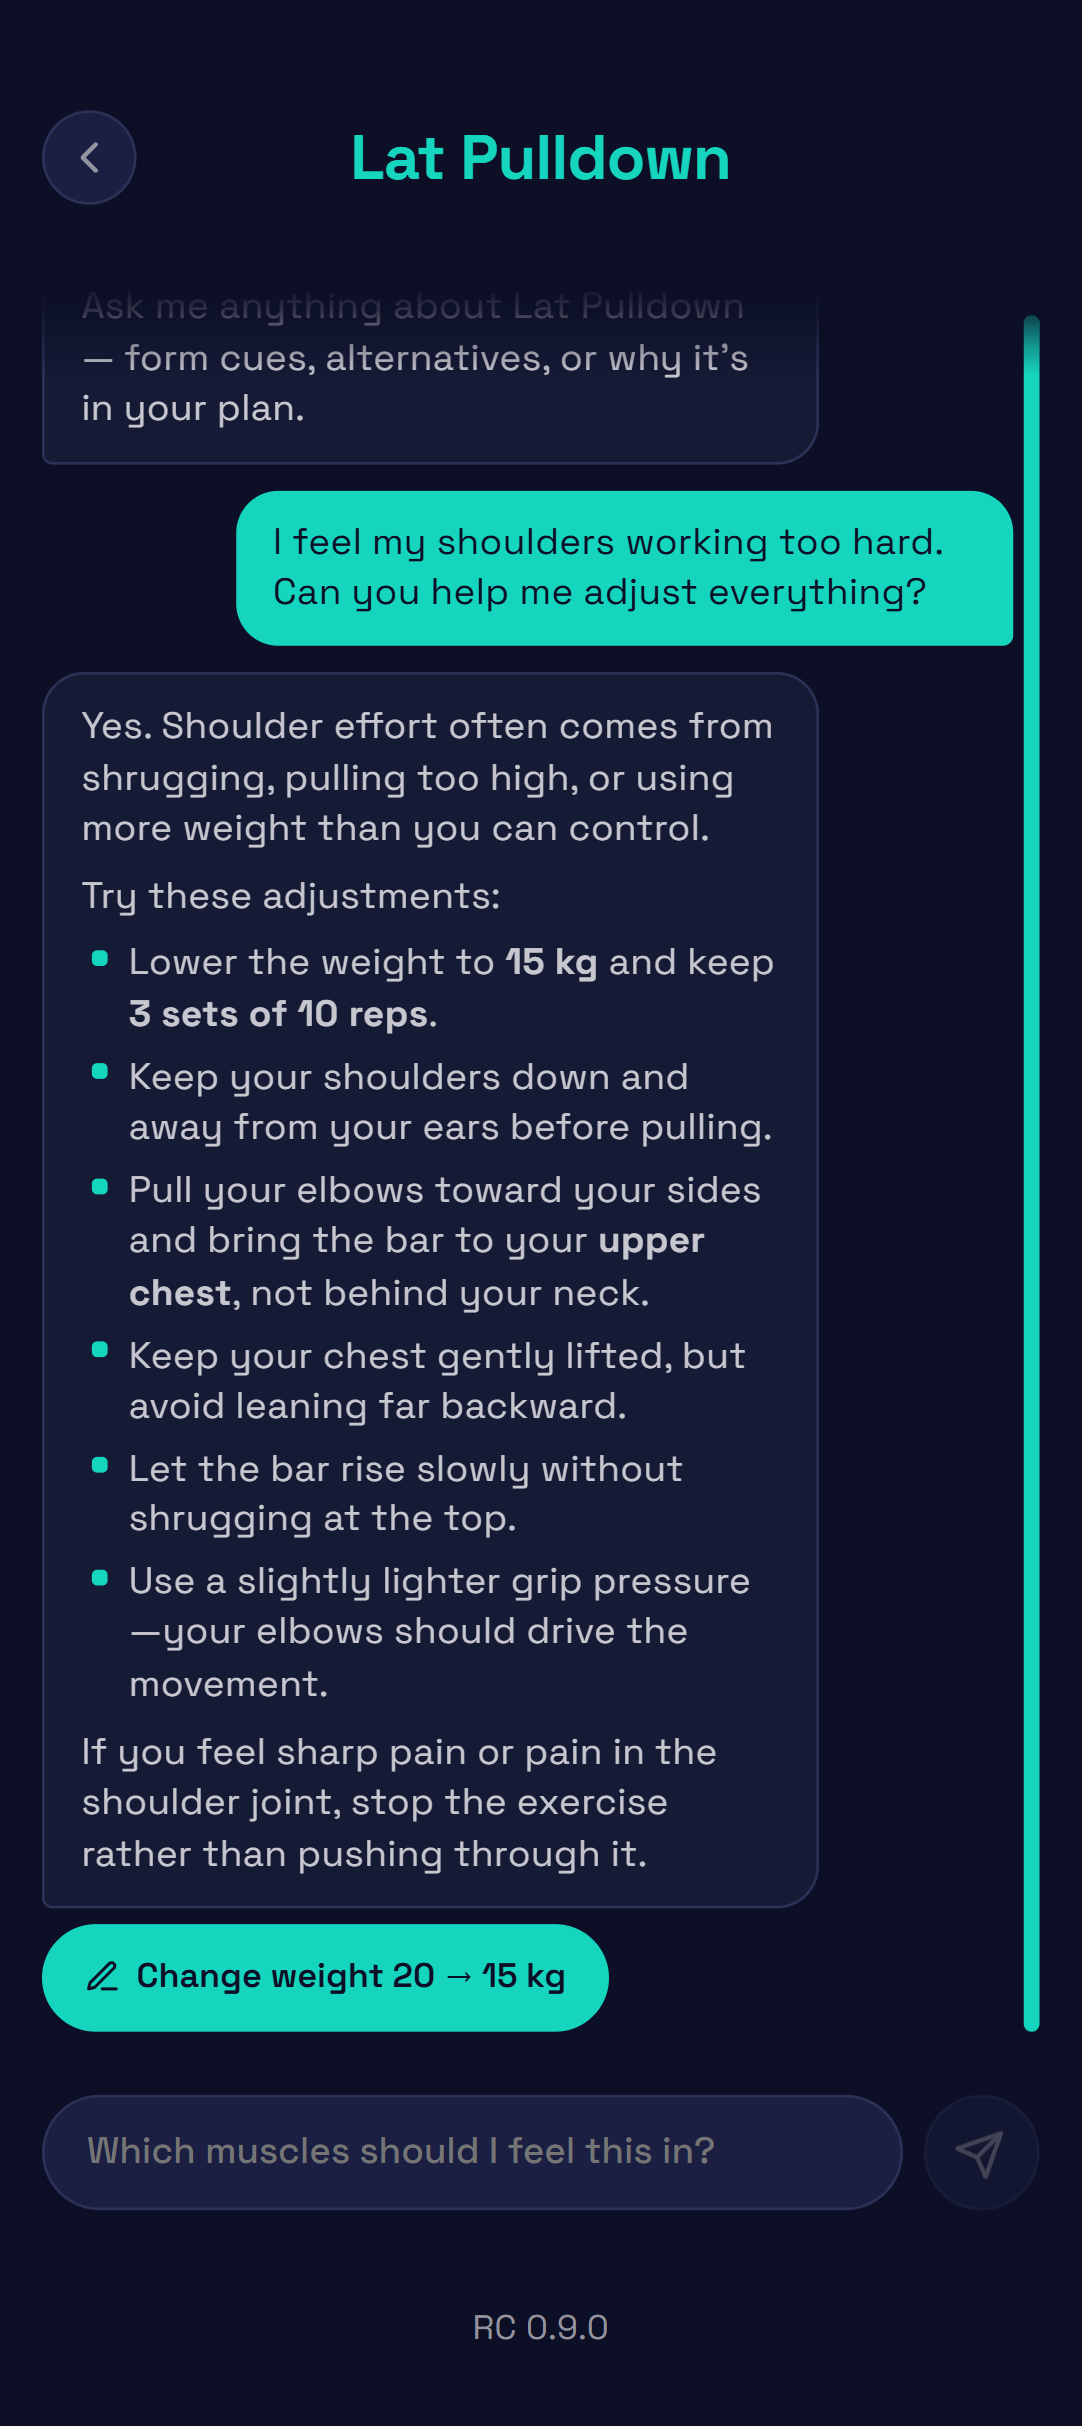 Lat Pulldown
Ask me anything about Lat Pulldown
— form cues, alternatives, or why it's
in your plan.
I feel my shoulders working too hard.
Can you help me adjust everything?
Yes. Shoulder effort often comes from
shrugging, pulling too high, or using
more weight than you can control.
Try these adjustments:
Lower the weight to 15 kg and keep
3 sets of 10 reps.
Keep your shoulders down and
away from your ears before pulling.
Pull your elbows toward your sides
and bring the bar to your upper
chest, not behind your neck.
Keep your chest gently lifted, but
avoid leaning far backward.
Let the bar rise slowly without
shrugging at the top.
Use a slightly lighter grip pressure
—your elbows should drive the
movement.
If you feel sharp pain or pain in the
shoulder joint, stop the exercise
rather than pushing through it.
Change weight 20 → 15 kg
Which muscles should I feel this in?
RC 0.9.0